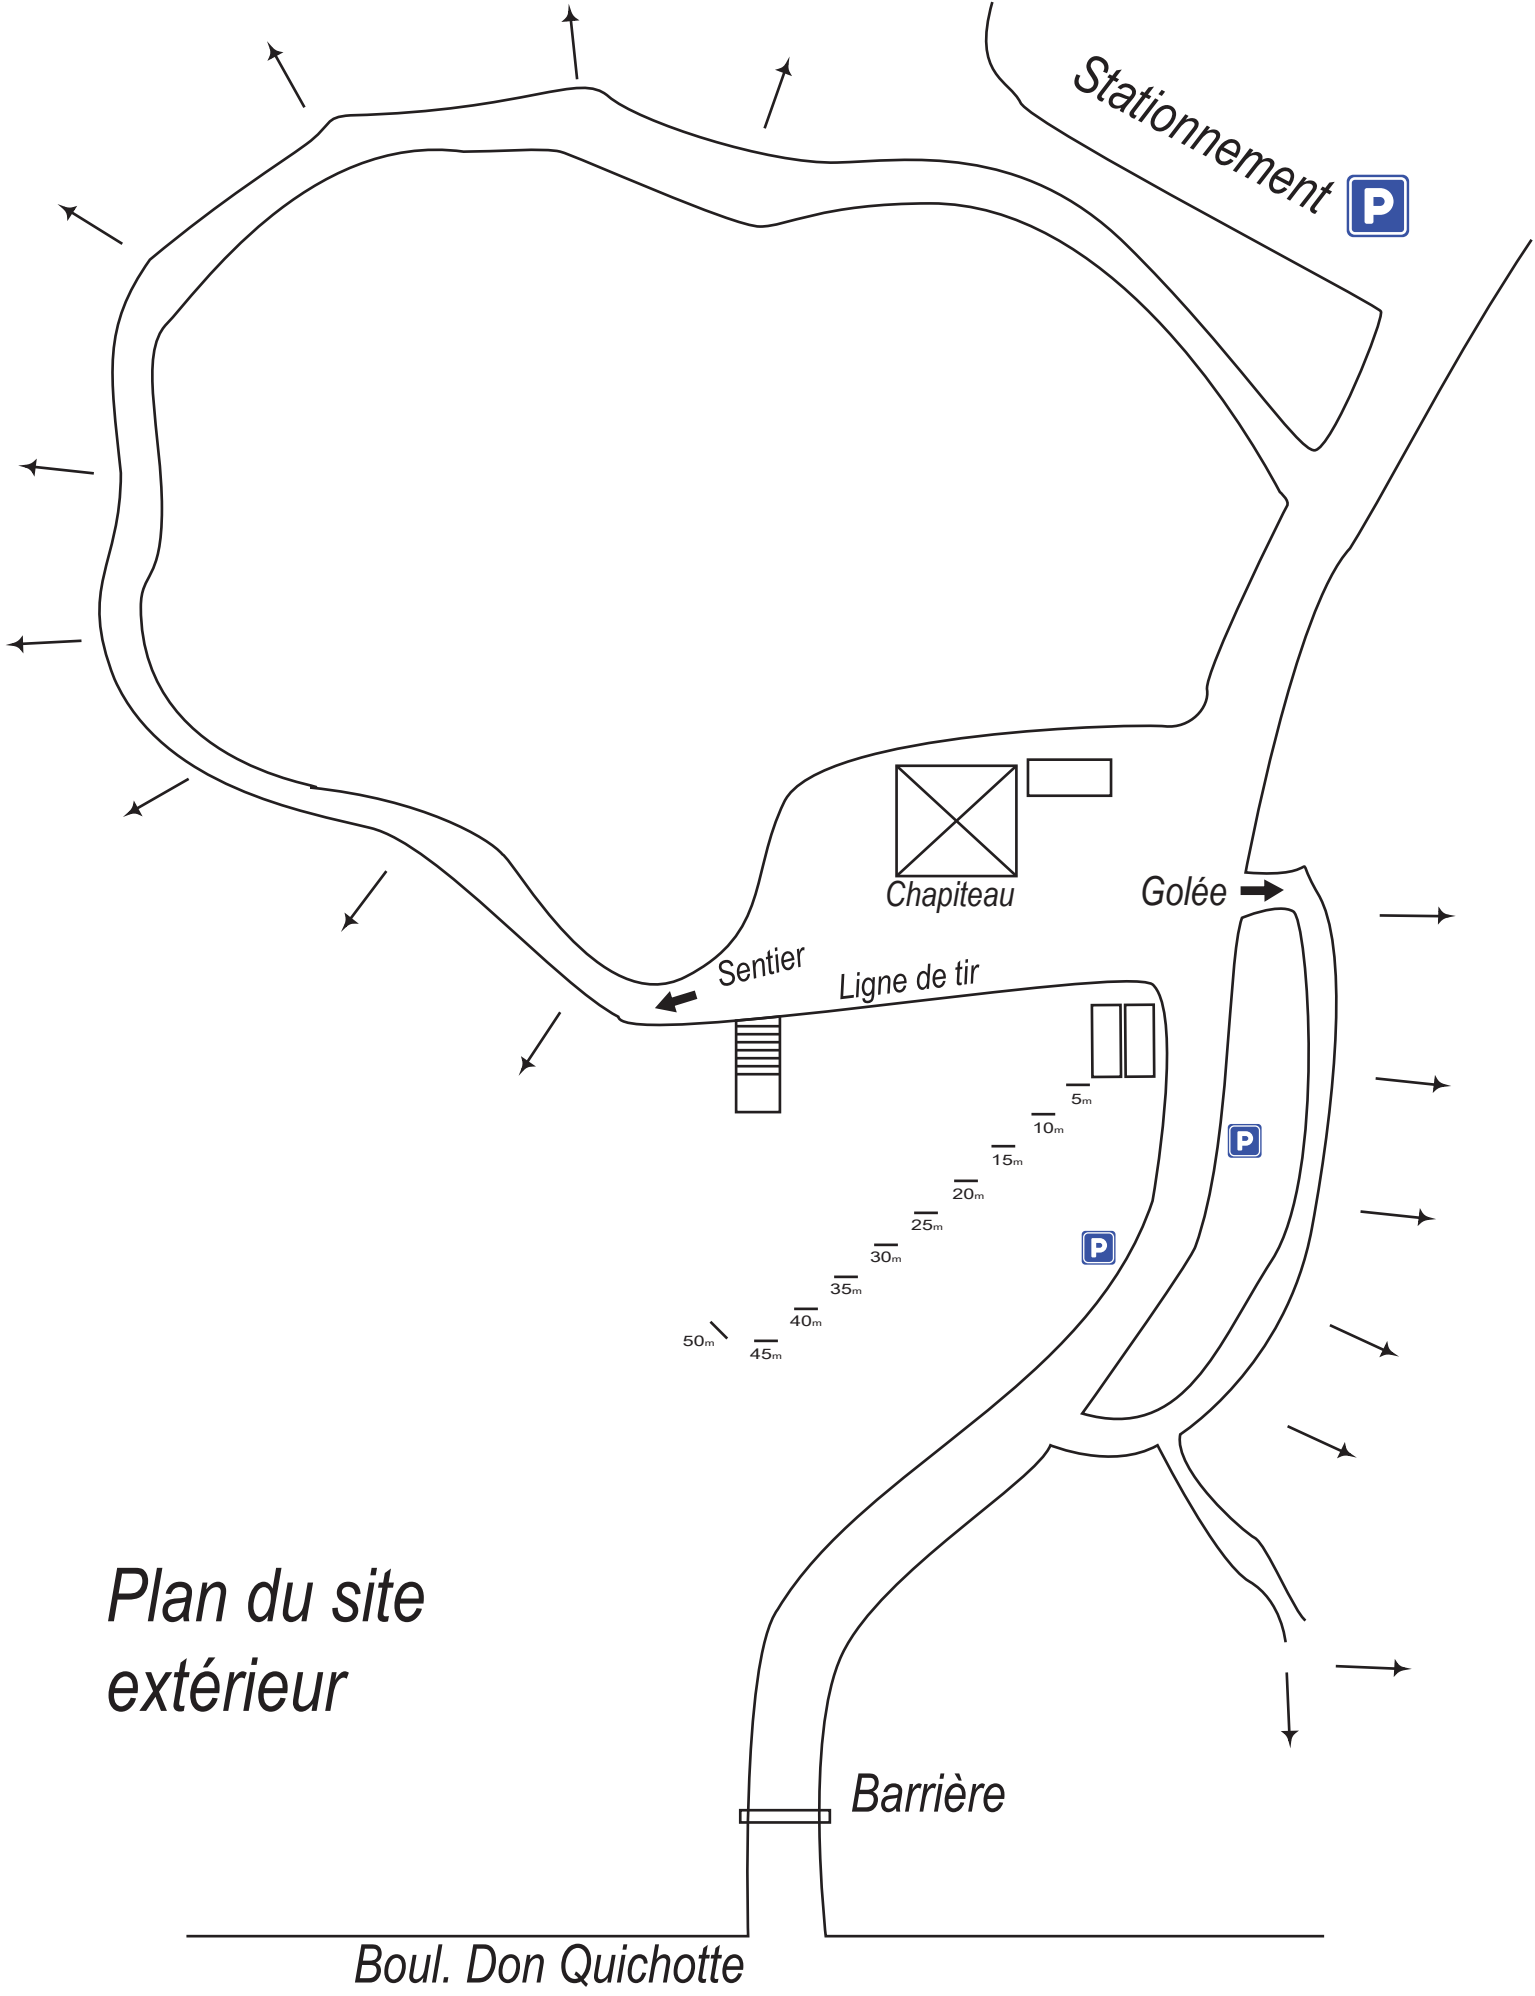 Stationnement
P
Chapiteau
Golée
Sentier
Ligne de tir
5m
10m
P
15m
20m
25m
P
30m
35m
40m
50m
45m
Plan du site
extérieur
Barrière
Boul. Don Quichotte